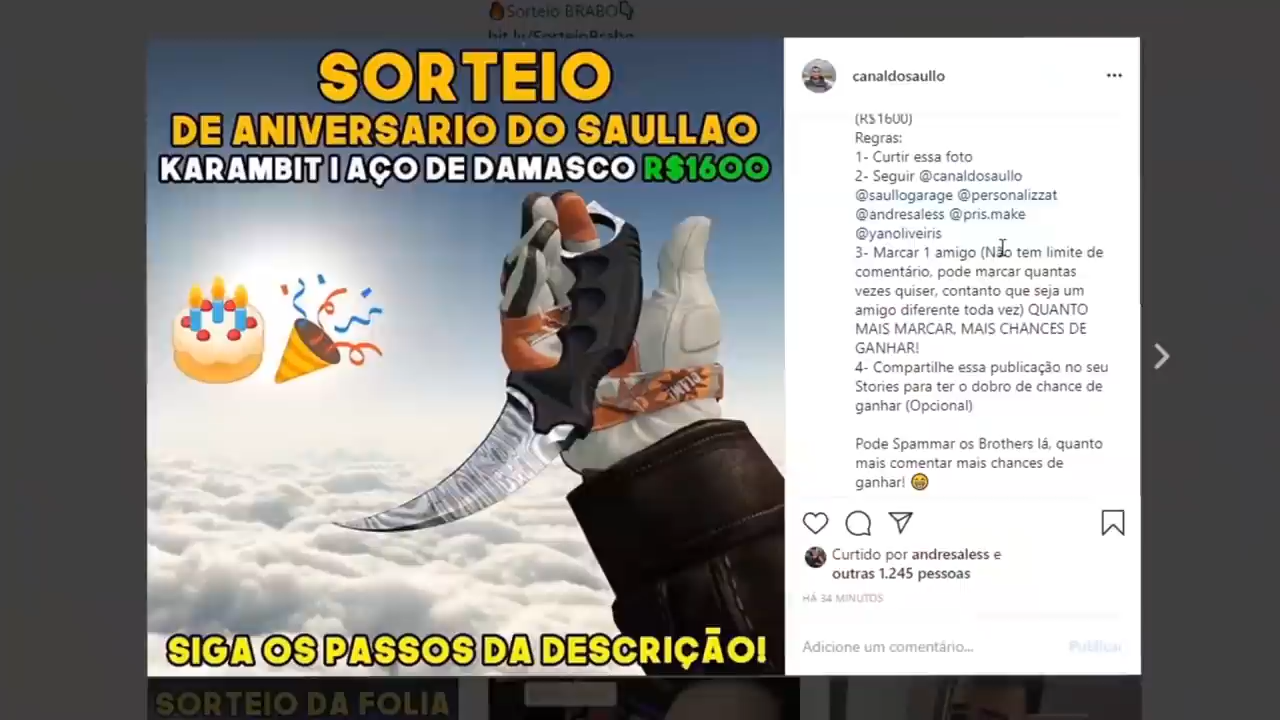 Sorteio BRABO
bit.ly/SorteioBrabo
SORTEIO
DE ANIVERSARIO DO SAULLAO
KARAMBIT | AÇO DE DAMASCO R$1600
SIGA OS PASSOS DA DESCRIÇÃO!
canaldosaullo
(R$1600)
Regras:
1- Curtir essa foto
2- Seguir @canaldosaullo
@saullogarage @personalizzat
@andresaless @pris.make
@yanoliveiris
3- Marcar 1 amigo (Não tem limite de
comentário, pode marcar quantas
vezes quiser, contanto que seja um
amigo diferente toda vez) QUANTO
MAIS MARCAR, MAIS CHANCES DE
GANHAR!
4- Compartilhe essa publicação no seu
Stories para ter o dobro de chance de
ganhar (Opcional)
Pode Spammar os Brothers lá, quanto
mais comentar mais chances de
ganhar!
Curtido por andresaless e
outras 1.245 pessoas
HÁ 34 MINUTOS
Adicione um comentário...
Publicar
SORTEIO DA FOLIA